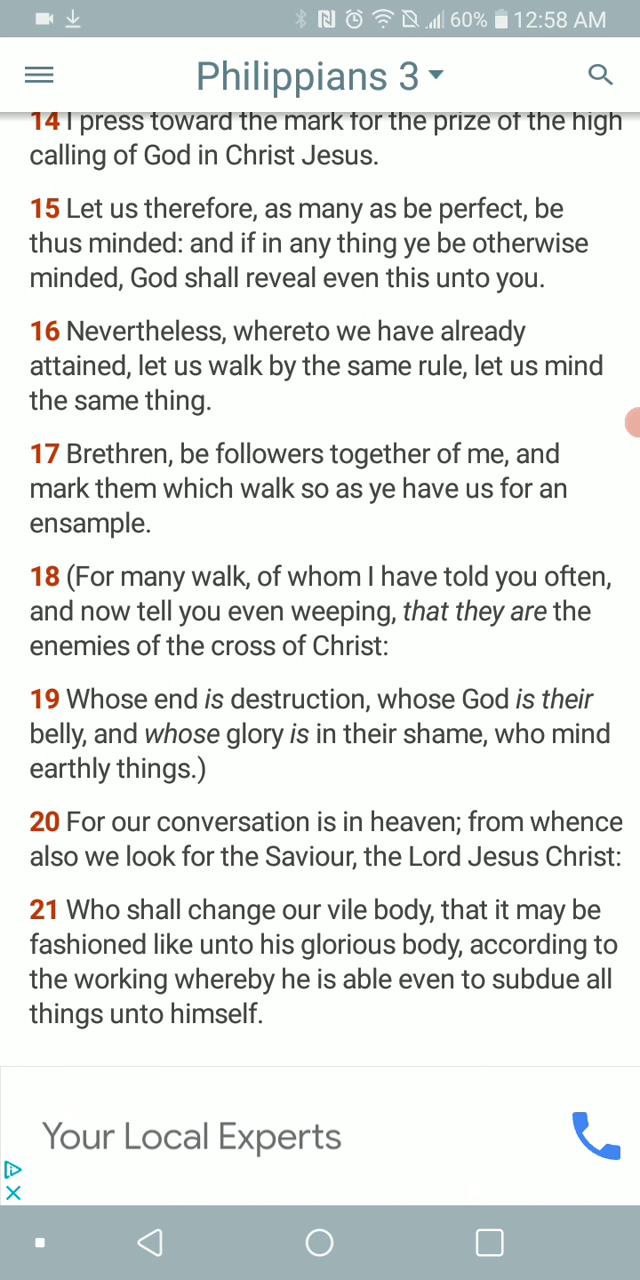 60% 12:58 AM
Philippians 3
14 I press toward the mark for the prize of the high
calling of God in Christ Jesus.
15 Let us therefore, as many as be perfect, be
thus minded: and if in any thing ye be otherwise
minded, God shall reveal even this unto you.
16 Nevertheless, whereto we have already
attained, let us walk by the same rule, let us mind
the same thing.
17 Brethren, be followers together of me, and
mark them which walk so as ye have us for an
ensample.
18 (For many walk, of whom I have told you often,
and now tell you even weeping, that they are the
enemies of the cross of Christ:
19 Whose end is destruction, whose God is their
belly, and whose glory is in their shame, who mind
earthly things.)
20 For our conversation is in heaven; from whence
also we look for the Saviour, the Lord Jesus Christ:
21 Who shall change our vile body, that it may be
fashioned like unto his glorious body, according to
the working whereby he is able even to subdue all
things unto himself.
Your Local Experts